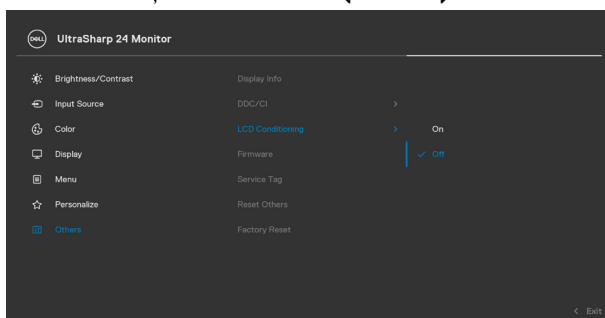 DELL UltraSharp 24 Monitor
Brightness/Contrast
Input Source
Color
Display
Menu
Personalize
Others
Display Info
DDC/CI
LCD Conditioning
Firmware
Service Tag
Reset Others
Factory Reset
On
Off
Exit